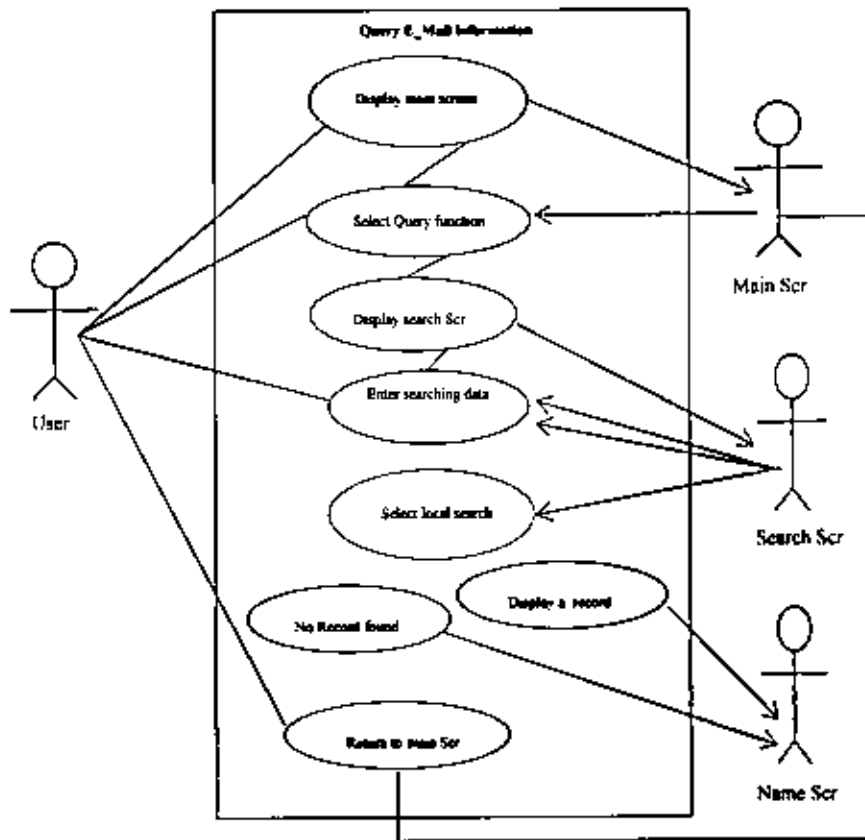 Query E_Mail Information
Display main screen
Select Query function
Main Scr
Display search Scr
User
Enter searching data
Select local search
Search Scr
Display a record
No Record found
Return to main Scr
Name Scr